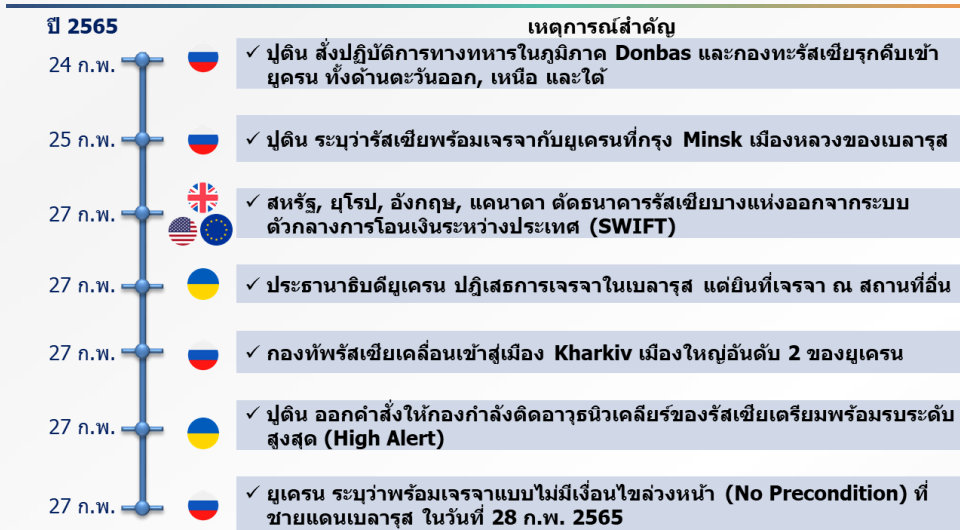 ปี 2565
เหตุการณ์สำคัญ
24 ก.พ.
✓ ปูติน สั่งปฏิบัติการทางทหารในภูมิภาค Donbas และกองทะรัสเซียรุกคืบเข้า
ยูครน ทั้งด้านตะวันออก, เหนือ และใต้
25 ก.พ.
✓ ปูติน ระบุว่ารัสเซียพร้อมเจรจากับยูเครนที่กรุง Minsk เมืองหลวงของเบลารุส
27 ก.พ.
✓ สหรัฐ, ยุโรป, อังกฤษ, แคนาดา ตัดธนาคารรัสเซียบางแห่งออกจากระบบ
ตัวกลางการโอนเงินระหว่างประเทศ (SWIFT)
27 ก.พ.
✓ ประธานาธิบดียูเครน ปฎิเสธการเจรจาในเบลารุส แต่ยินที่เจรจา ณ สถานที่อื่น
27 ก.พ.
✓ กองทัพรัสเซียเคลื่อนเข้าสู่เมือง Kharkiv เมืองใหญ่อันดับ 2 ของยูเครน
27 ก.พ.
✓ ปูติน ออกคำสั่งให้กองกำลังติดอาวุธนิวเคลียร์ของรัสเซียเตรียมพร้อมรบระดับ
สูงสุด (High Alert)
27 ก.พ.
✓ ยูเครน ระบุว่าพร้อมเจรจาแบบไม่มีเงื่อนไขล่วงหน้า (No Precondition) ที่
ชายแดนเบลารุส ในวันที่ 28 ก.พ. 2565